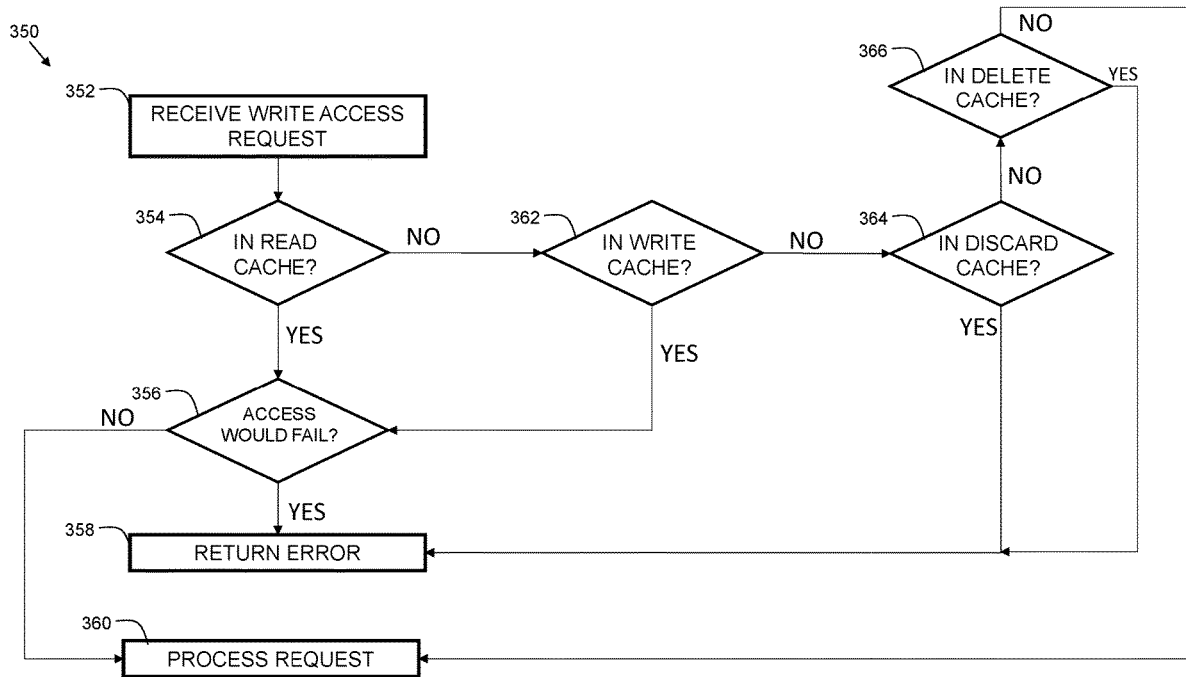 350
352
RECEIVE WRITE ACCESS
REQUEST
354
IN READ
CACHE?
NO
362
IN WRITE
CACHE?
NO
364
IN DISCARD
CACHE?
NO
366
IN DELETE
CACHE?
NO
YES
YES
YES
YES
356
ACCESS
WOULD FAIL?
NO
YES
358
RETURN ERROR
360
PROCESS REQUEST